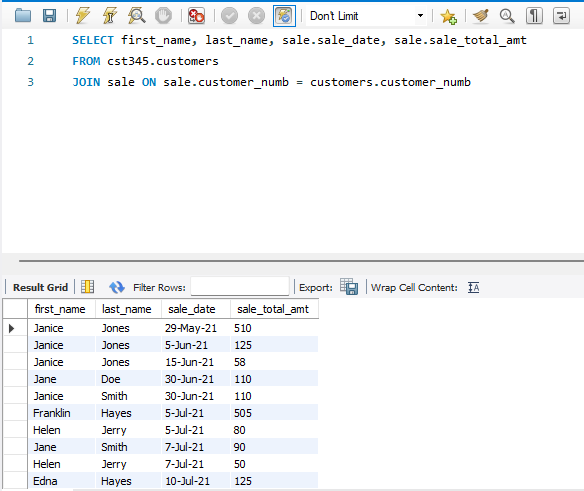 Don't Limit
1 SELECT first_name, last_name, sale.sale_date, sale.sale_total_amt
2 FROM cst345.customers
3 JOIN sale ON sale.customer_numb = customers.customer_numb
Result Grid Filter Rows: Export: Wrap Cell Content:
first_name last_name sale_date sale_total_amt
Janice Jones 29-May-21 510
Janice Jones 5-Jun-21 125
Janice Jones 15-Jun-21 58
Jane Doe 30-Jun-21 110
Janice Smith 30-Jun-21 110
Franklin Hayes 5-Jul-21 505
Helen Jerry 5-Jul-21 80
Jane Smith 7-Jul-21 90
Helen Jerry 7-Jul-21 50
Edna Hayes 10-Jul-21 125